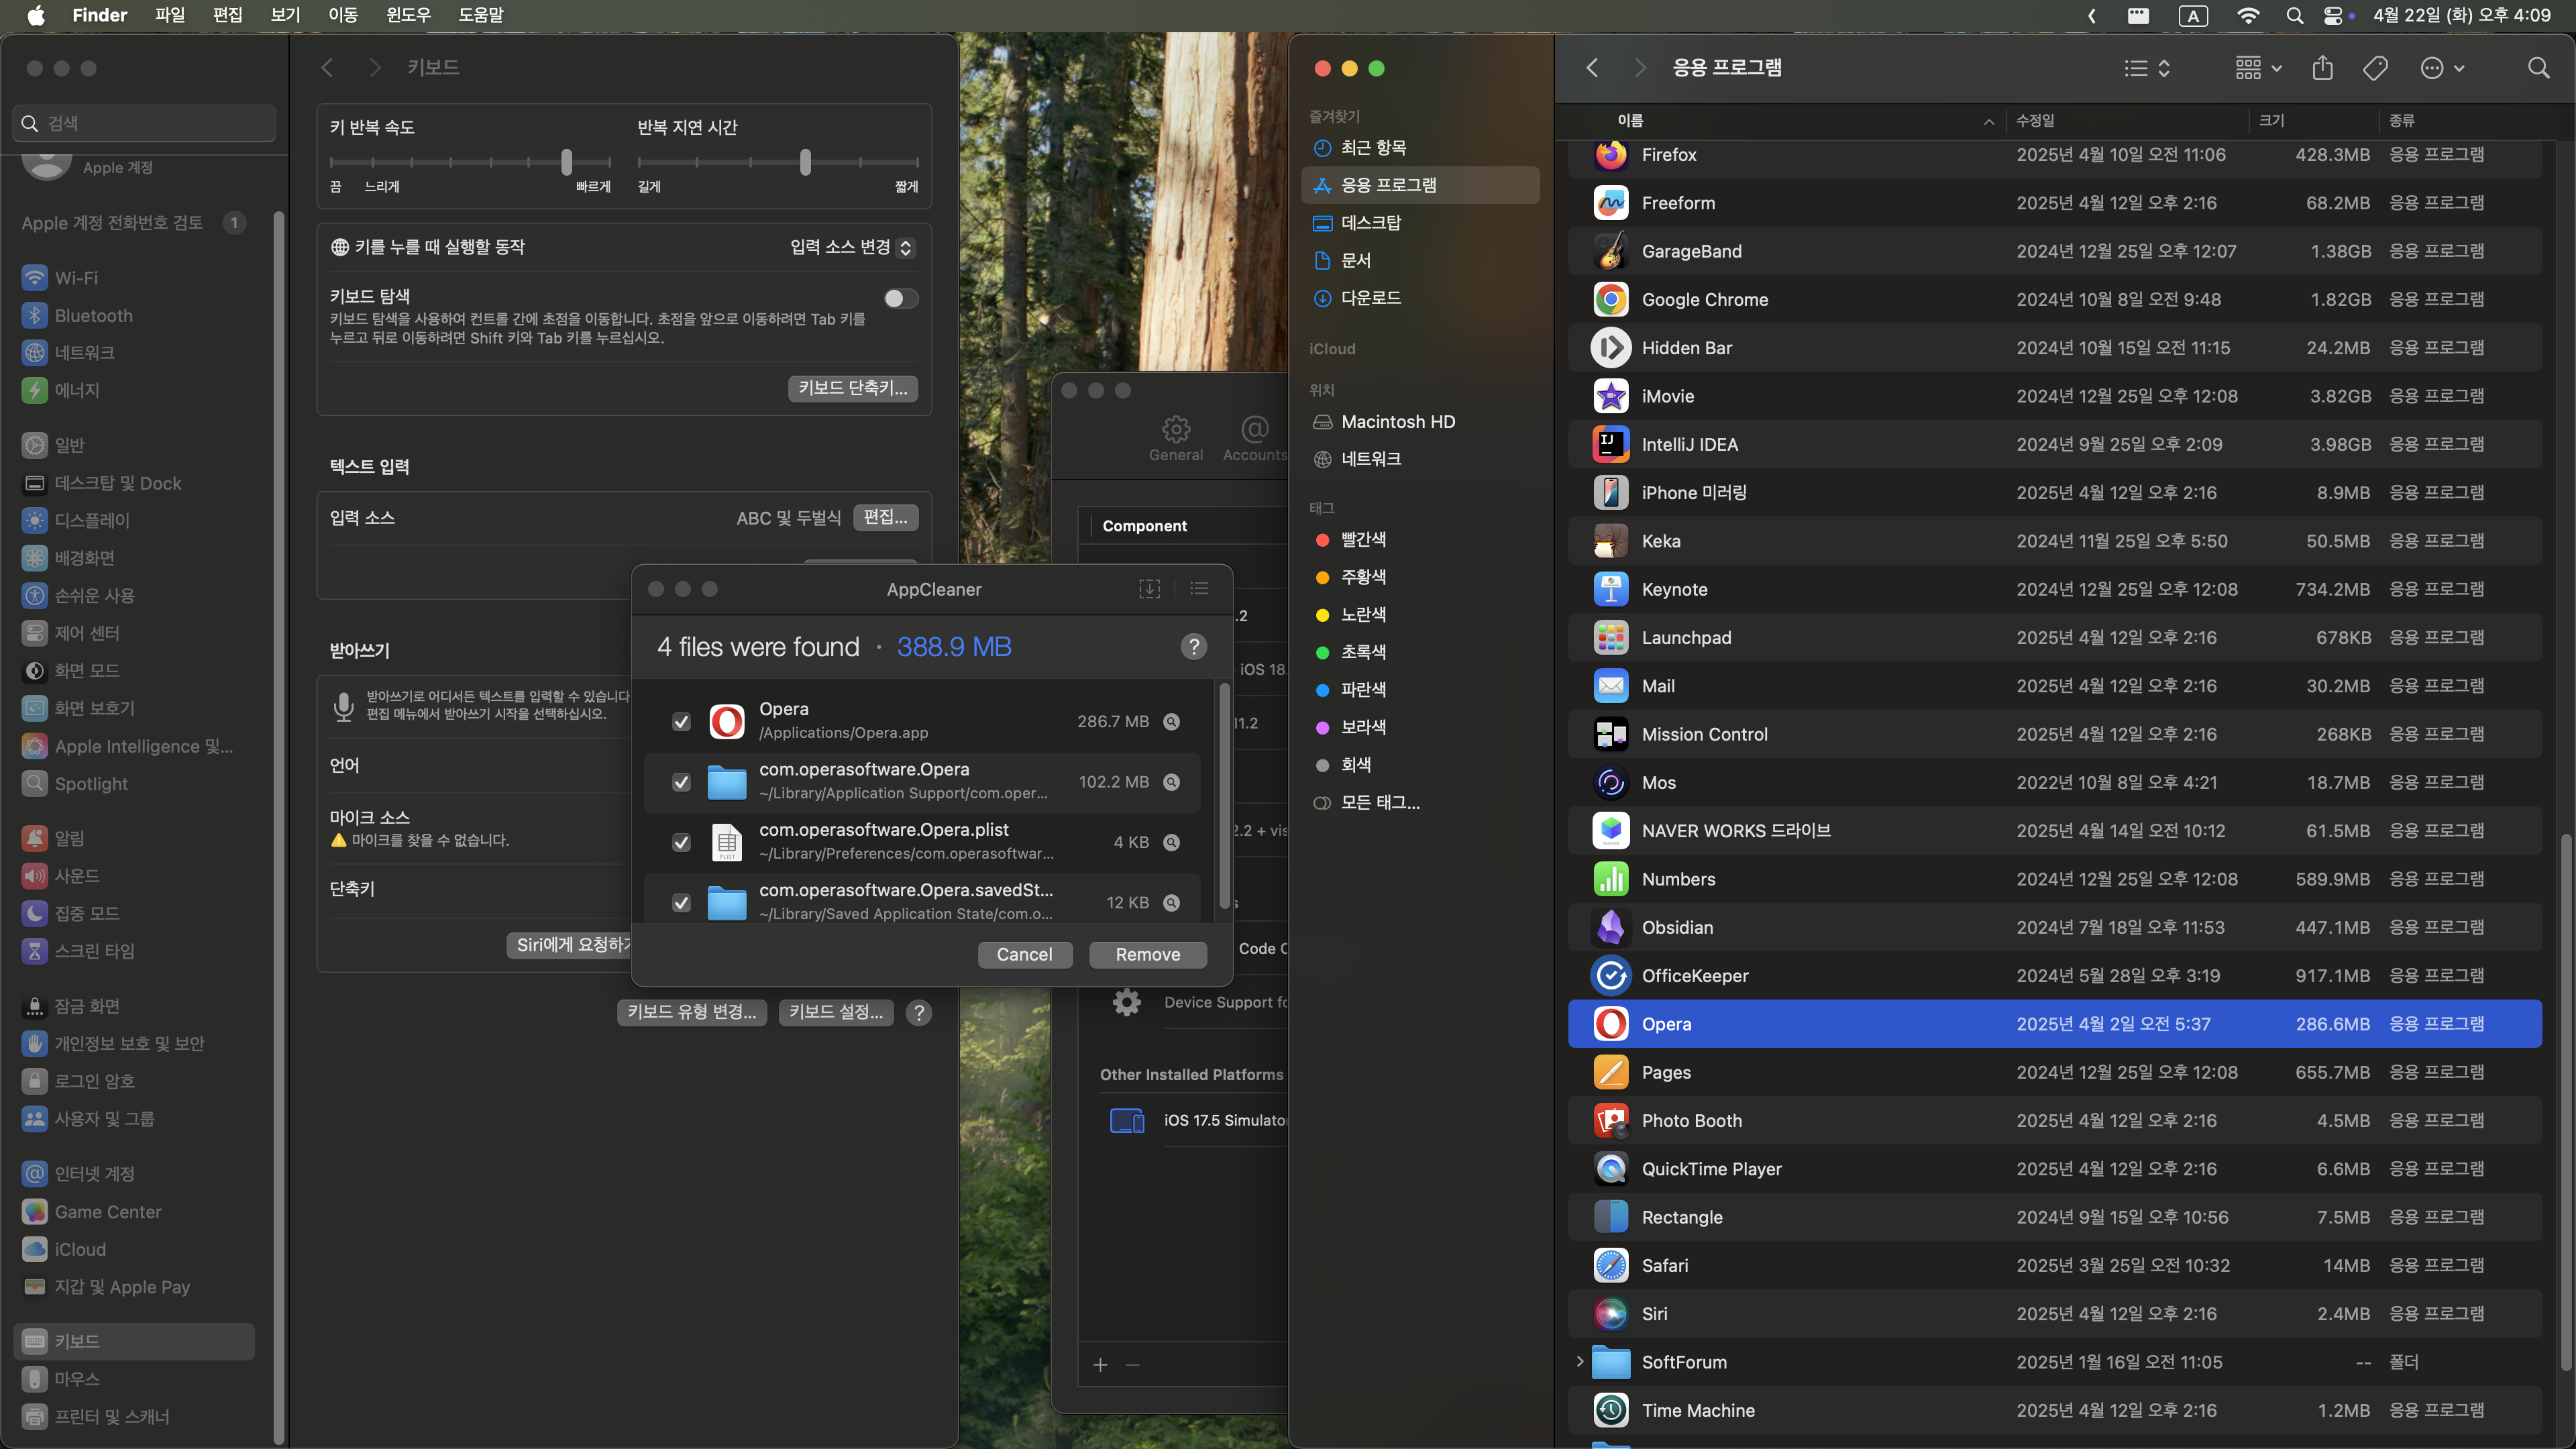 Finder 파일 편집 보기 이동 윈도우 도움말
A 4월 22일 (화) 오후 4:09
검색
Apple 계정
Apple 계정 전화번호 검토 1
Wi-Fi
Bluetooth
네트워크
에너지
일반
데스크탑 및 Dock
디스플레이
배경화면
손쉬운 사용
제어 센터
화면 모드
화면 보호기
Apple Intelligence 및...
Spotlight
알림
사운드
집중 모드
스크린 타임
잠금 화면
개인정보 보호 및 보안
로그인 암호
사용자 및 그룹
인터넷 계정
Game Center
iCloud
지갑 및 Apple Pay
키보드
마우스
프린터 및 스캐너
키보드
키 반복 속도 반복 지연 시간
끔 느리게 빠르게 길게 짧게
키를 누를 때 실행할 동작 입력 소스 변경
키보드 탐색
키보드 탐색을 사용하여 컨트롤 간에 초점을 이동합니다. 초점을 앞으로 이동하려면 Tab 키를
누르고 뒤로 이동하려면 Shift 키와 Tab 키를 누르십시오.
키보드 단축키...
텍스트 입력
입력 소스 ABC 및 두벌식 편집...
받아쓰기
받아쓰기로 어디서든 텍스트를 입력할 수 있습니다
편집 메뉴에서 받아쓰기 시작을 선택하십시오.
언어
마이크 소스
마이크를 찾을 수 없습니다.
단축키
Siri에게 요청하기
키보드 유형 변경... 키보드 설정... ?
AppCleaner
4 files were found · 388.9 MB ?
Opera
/Applications/Opera.app
286.7 MB
com.operasoftware.Opera
~/Library/Application Support/com.oper...
102.2 MB
com.operasoftware.Opera.plist
~/Library/Preferences/com.operasoftwar...
4 KB
PLIST
com.operasoftware.Opera.savedSt...
~/Library/Saved Application State/com.o...
12 KB
Cancel Remove
General Accounts
Component
.2
iOS 18.
11.2
2.2 + vis
s
Code C
Device Support fo
Other Installed Platforms
iOS 17.5 Simulator
즐겨찾기
최근 항목
응용 프로그램
데스크탑
문서
다운로드
iCloud
위치
Macintosh HD
네트워크
태그
빨간색
주황색
노란색
초록색
파란색
보라색
회색
모든 태그...
응용 프로그램
이름 수정일 크기 종류
Firefox 2025년 4월 10일 오전 11:06 428.3MB 응용 프로그램
Freeform 2025년 4월 12일 오후 2:16 68.2MB 응용 프로그램
GarageBand 2024년 12월 25일 오후 12:07 1.38GB 응용 프로그램
Google Chrome 2024년 10월 8일 오전 9:48 1.82GB 응용 프로그램
Hidden Bar 2024년 10월 15일 오전 11:15 24.2MB 응용 프로그램
iMovie 2024년 12월 25일 오후 12:08 3.82GB 응용 프로그램
IntelliJ IDEA 2024년 9월 25일 오후 2:09 3.98GB 응용 프로그램
iPhone 미러링 2025년 4월 12일 오후 2:16 8.9MB 응용 프로그램
Keka 2024년 11월 25일 오후 5:50 50.5MB 응용 프로그램
Keynote 2024년 12월 25일 오후 12:08 734.2MB 응용 프로그램
Launchpad 2025년 4월 12일 오후 2:16 678KB 응용 프로그램
Mail 2025년 4월 12일 오후 2:16 30.2MB 응용 프로그램
Mission Control 2025년 4월 12일 오후 2:16 268KB 응용 프로그램
Mos 2022년 10월 8일 오후 4:21 18.7MB 응용 프로그램
NAVER WORKS 드라이브 2025년 4월 14일 오전 10:12 61.5MB 응용 프로그램
Numbers 2024년 12월 25일 오후 12:08 589.9MB 응용 프로그램
Obsidian 2024년 7월 18일 오후 11:53 447.1MB 응용 프로그램
OfficeKeeper 2024년 5월 28일 오후 3:19 917.1MB 응용 프로그램
Opera 2025년 4월 2일 오전 5:37 286.6MB 응용 프로그램
Pages 2024년 12월 25일 오후 12:08 655.7MB 응용 프로그램
Photo Booth 2025년 4월 12일 오후 2:16 4.5MB 응용 프로그램
QuickTime Player 2025년 4월 12일 오후 2:16 6.6MB 응용 프로그램
Rectangle 2024년 9월 15일 오후 10:56 7.5MB 응용 프로그램
Safari 2025년 3월 25일 오전 10:32 14MB 응용 프로그램
Siri 2025년 4월 12일 오후 2:16 2.4MB 응용 프로그램
SoftForum 2025년 1월 16일 오전 11:05 -- 폴더
Time Machine 2025년 4월 12일 오후 2:16 1.2MB 응용 프로그램